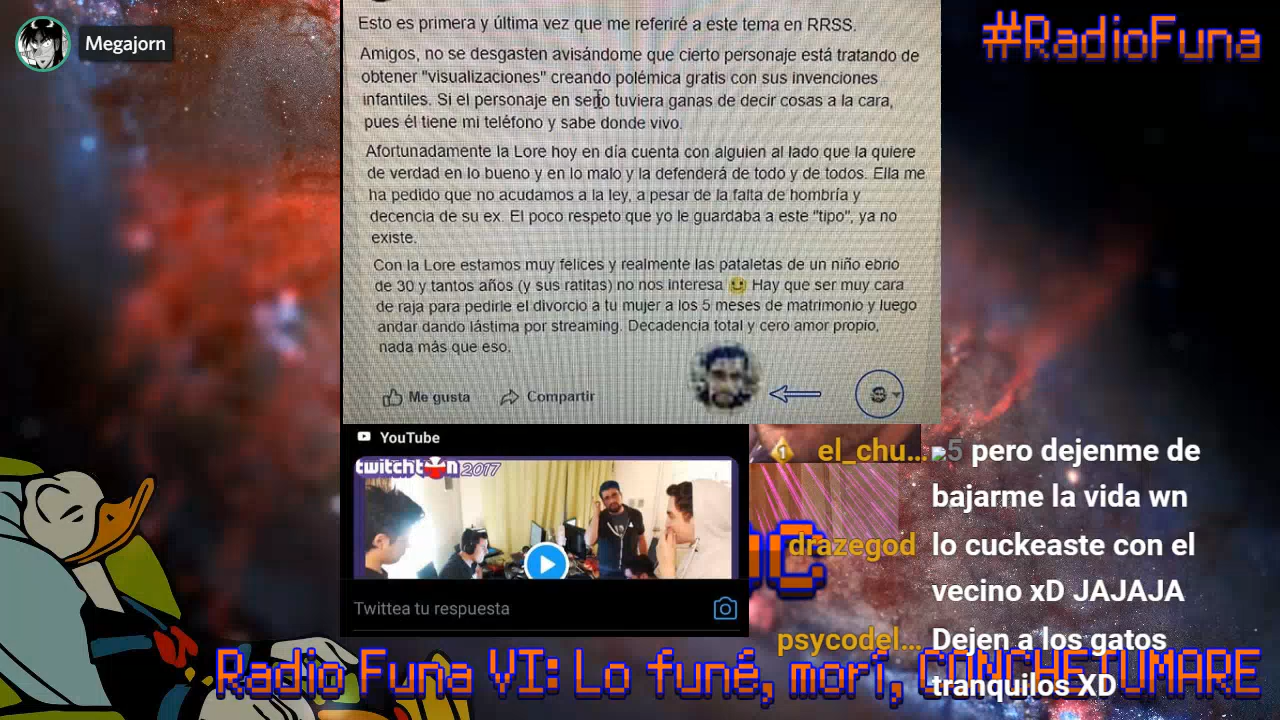 Megajorn
#RadioFuna
Esto es primera y última vez que me referiré a este tema en RRSS.
Amigos, no se desgasten avisándome que cierto personaje está tratando de
obtener "visualizaciones" creando polémica gratis con sus invenciones
infantiles. Si el personaje en serio tuviera ganas de decir cosas a la cara,
pues él tiene mi teléfono y sabe donde vivo.
Afortunadamente la Lore hoy en día cuenta con alguien al lado que la quiere
de verdad en lo bueno y en lo malo y la defenderá de todo y de todos. Ella me
ha pedido que no acudamos a la ley, a pesar de la falta de hombría y
decencia de su ex. El poco respeto que yo le guardaba a este "tipo", ya no
existe.
Con la Lore estamos muy felices y realmente las pataletas de un niño ebrio
de 30 y tantos años (y sus ratitas) no nos interesa Hay que ser muy cara
de raja para pedirle el divorcio a tu mujer a los 5 meses de matrimonio y luego
andar dando lástima por streaming. Decadencia total y cero amor propio,
nada más que eso.
Me gusta Compartir
YouTube
twitchton 2017
Twittea tu respuesta
1 el_chu... 5 pero dejenme de
bajarme la vida wn
drazegod lo cuckeaste con el
vecino xD JAJAJA
psycodel... Dejen a los gatos
tranquilos XD
Radio Funa VI: Lo funé, morí, CONCHETUMARE